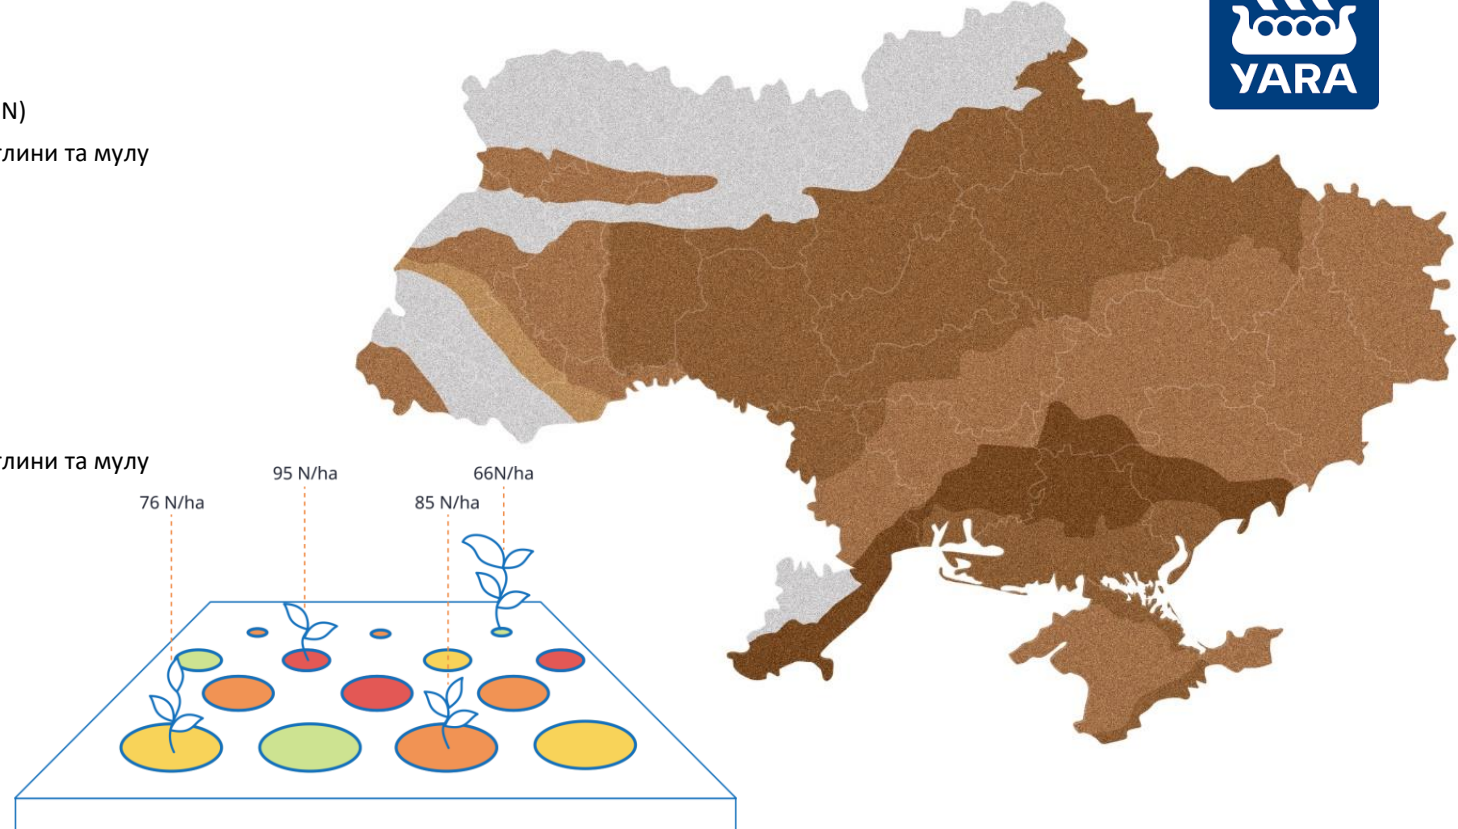 YARA
N)
глини та мулу
глини та мулу
95 N/ha
66N/ha
76 N/ha
85 N/ha